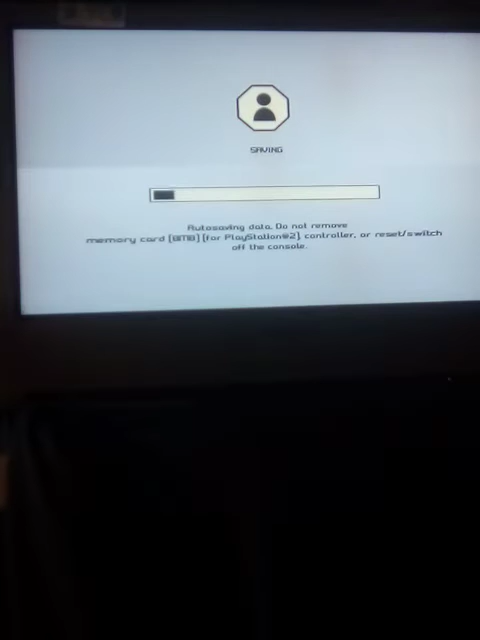 SAVING
Autosaving data. Do not remove
memory card (8MB) (for PlayStation®2), controller, or reset/switch
off the console.